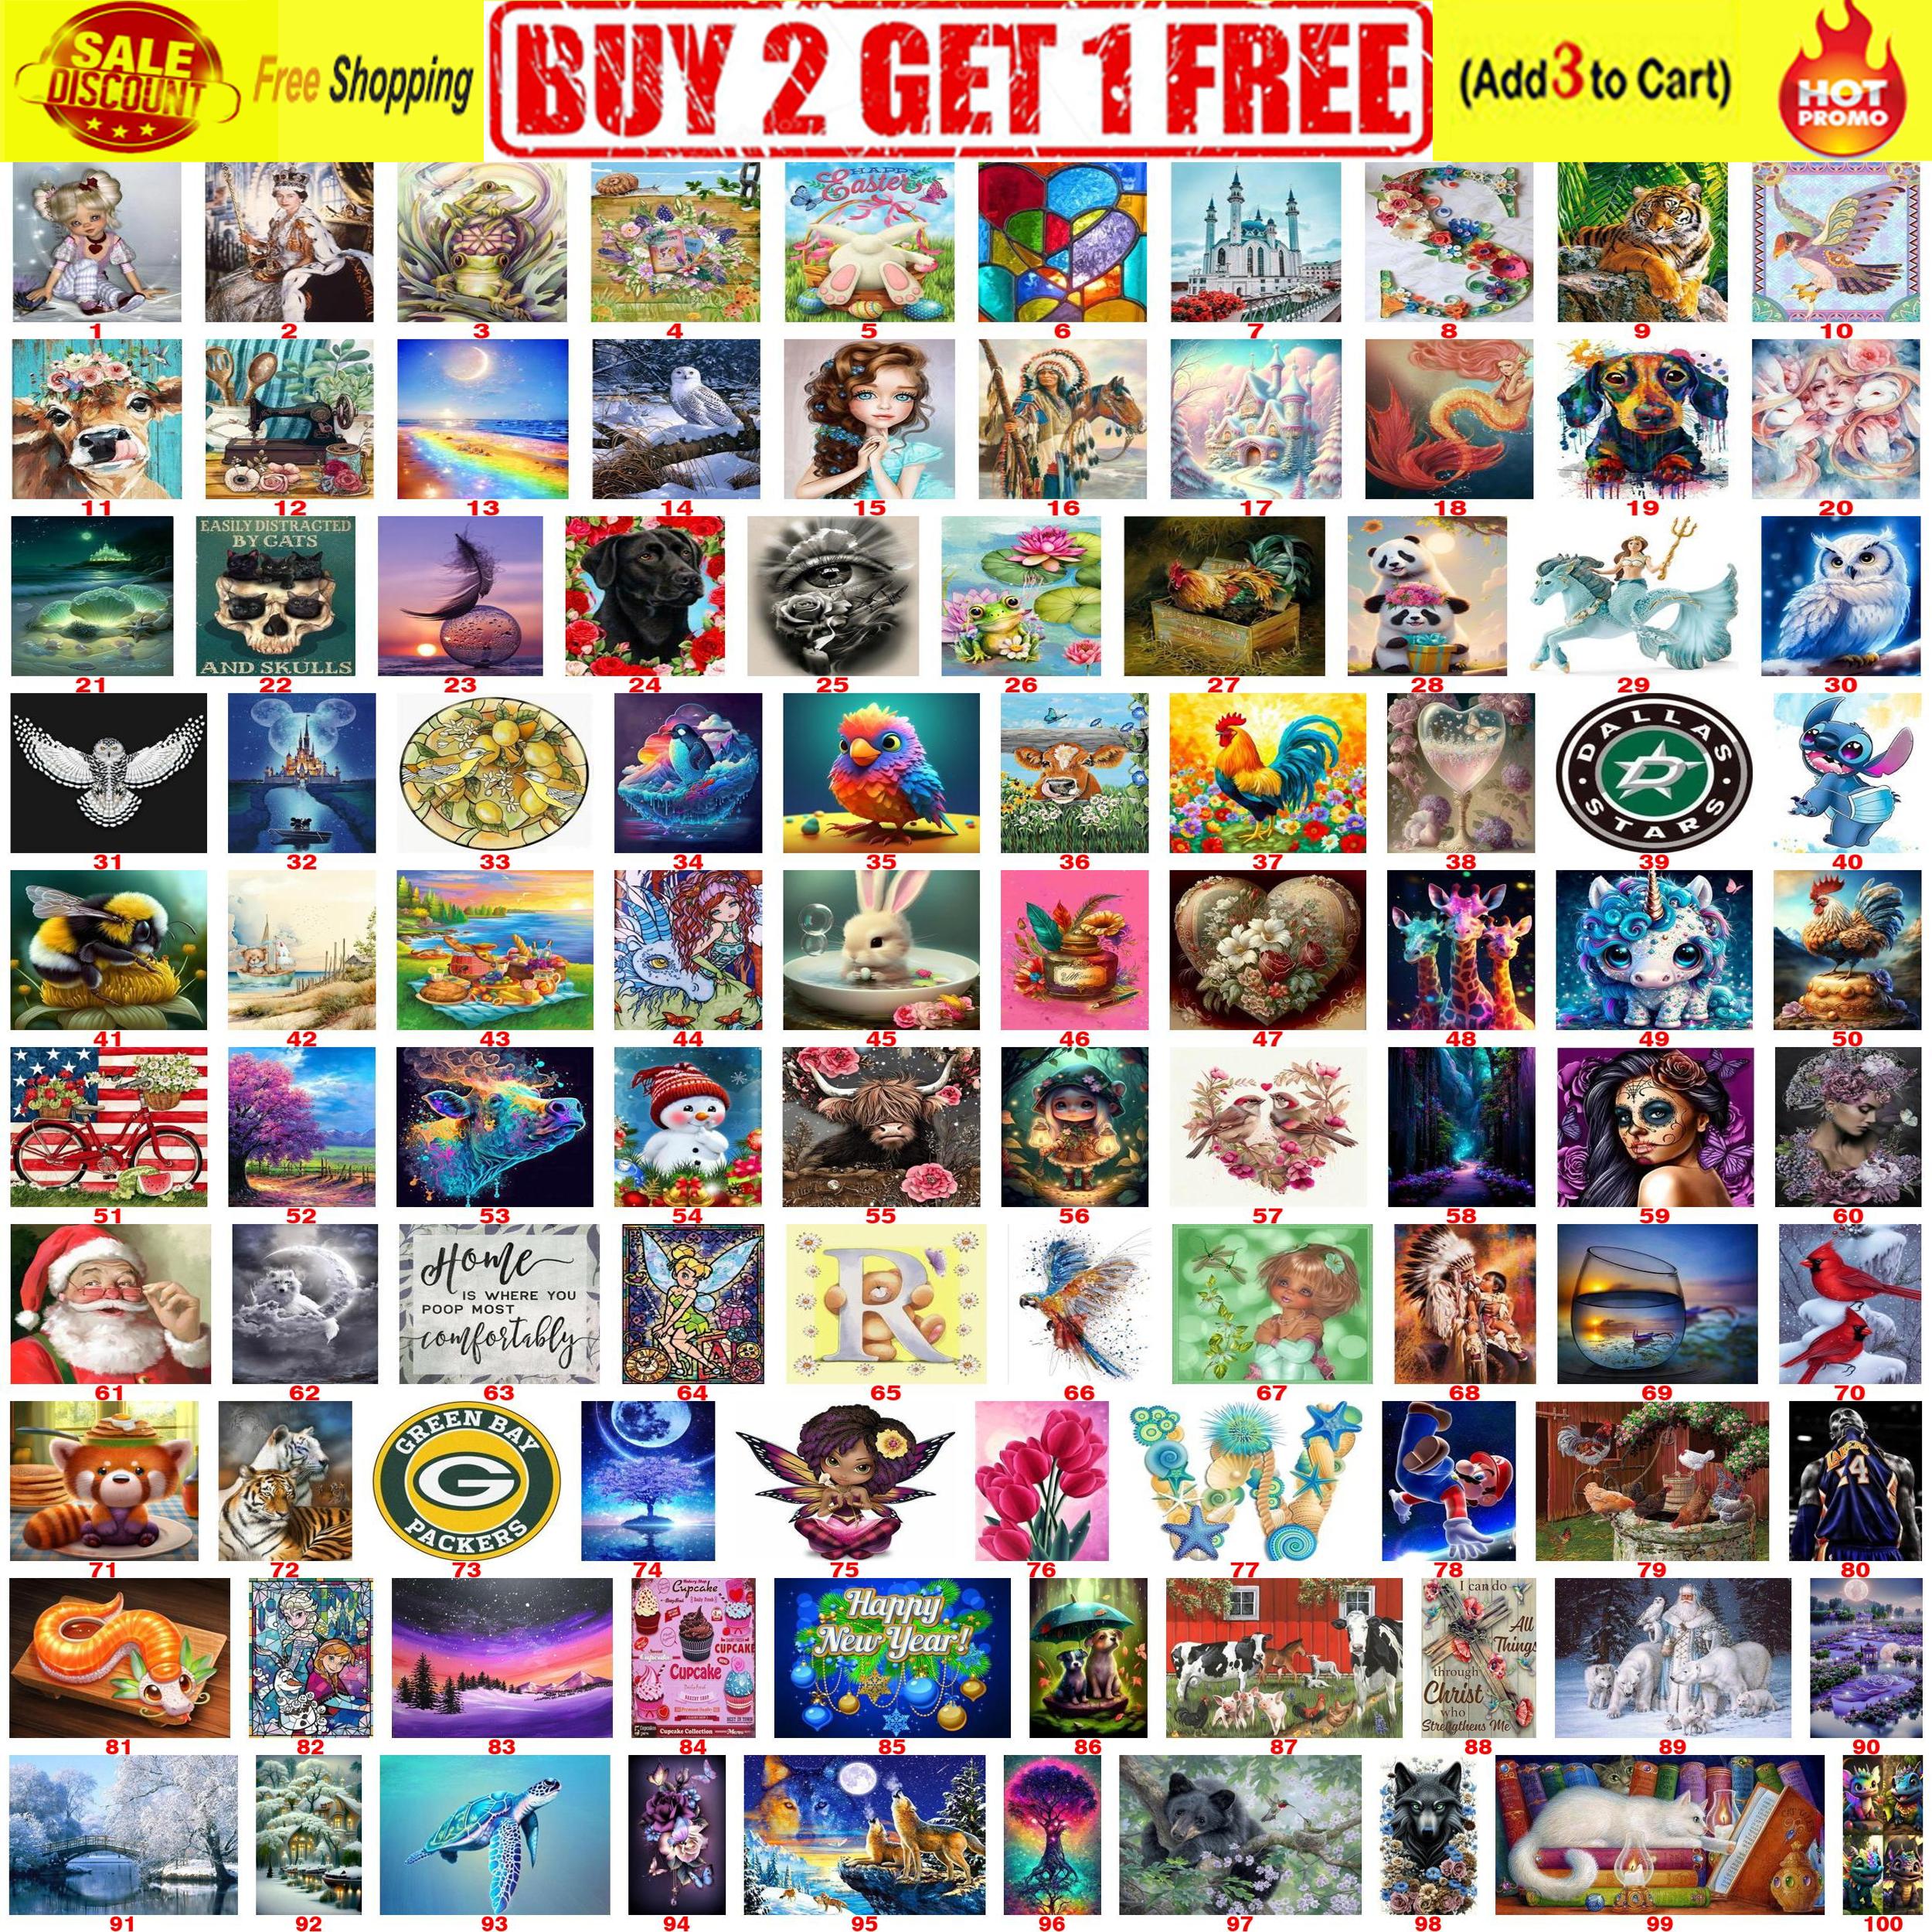 SALE
DISCOUNT
Free Shopping
BUY 2 GET 1 FREE
(Add 3 to Cart)
HOT
PROMO
HAPPY
Easter
1 2 3 4 5 6 7 8 9 10
11 12 13 14 15 16 17 18 19 20
EASILY DISTRACTED
BY CATS
AND SKULLS
21 22 23 24 25 26 27 28 29 30
DALLAS
STARS
31 32 33 34 35 36 37 38 39 40
41 42 43 44 45 46 47 48 49 50
51 52 53 54 55 56 57 58 59 60
Home
IS WHERE YOU
POOP MOST
comfortably
R
61 62 63 64 65 66 67 68 69 70
GREEN BAY
G
PACKERS
W
71 72 73 74 75 76 77 78 79 80
Cupcake
CUPCAKE
Cupcake
Cupcake Collection
Happy
New Year!
I can do
All
Things
through
Christ
who
Strengthens Me
81 82 83 84 85 86 87 88 89 90
91 92 93 94 95 96 97 98 99 100